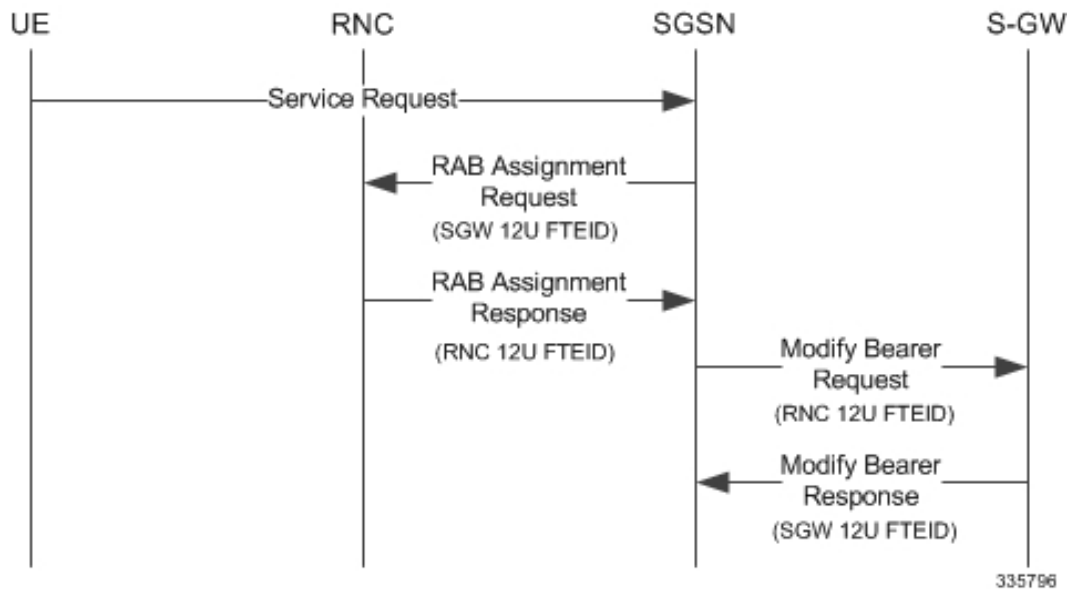 UE RNC SGSN S-GW
Service Request
RAB Assignment
Request
(SGW 12U FTEID)
RAB Assignment
Response
(RNC 12U FTEID)
Modify Bearer
Request
(RNC 12U FTEID)
Modify Bearer
Response
(SGW 12U FTEID)
335796